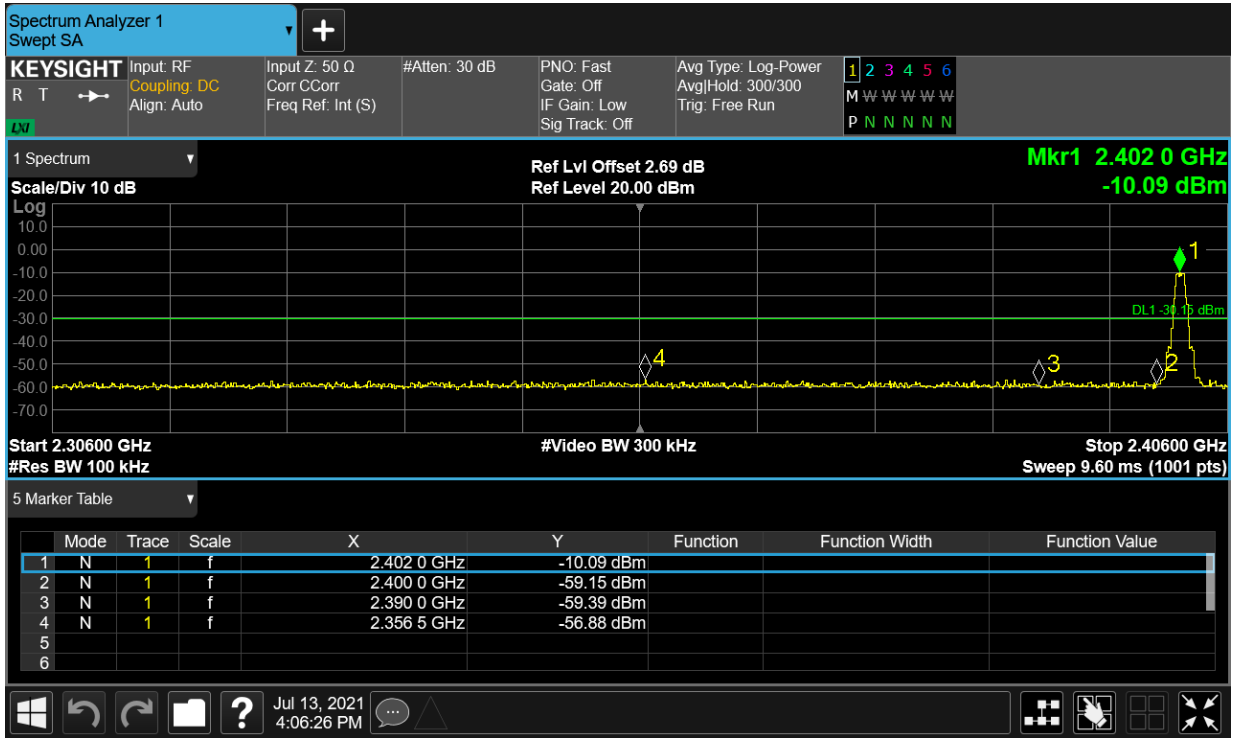 Spectrum Analyzer 1
Swept SA
KEYSIGHT
R T
LXI
Input: RF
Coupling: DC
Align: Auto
Input Z: 50 Ω
Corr CCorr
Freq Ref: Int (S)
#Atten: 30 dB
PNO: Fast
Gate: Off
IF Gain: Low
Sig Track: Off
Avg Type: Log-Power
Avg|Hold: 300/300
Trig: Free Run
1 2 3 4 5 6
M W W W W W
P N N N N N
1 Spectrum
Scale/Div 10 dB
Ref Lvl Offset 2.69 dB
Ref Level 20.00 dBm
Mkr1 2.402 0 GHz
-10.09 dBm
Log
10.0
0.00
-10.0
-20.0
-30.0
-40.0
-50.0
-60.0
-70.0
1
DL1 -30.15 dBm
4
3
2
Start 2.30600 GHz
#Video BW 300 kHz
Stop 2.40600 GHz
#Res BW 100 kHz
Sweep 9.60 ms (1001 pts)
5 Marker Table
Mode Trace Scale X Y Function Function Width Function Value
1 N 1 f 2.402 0 GHz -10.09 dBm
2 N 1 f 2.400 0 GHz -59.15 dBm
3 N 1 f 2.390 0 GHz -59.39 dBm
4 N 1 f 2.356 5 GHz -56.88 dBm
5
6
?
Jul 13, 2021
4:06:26 PM